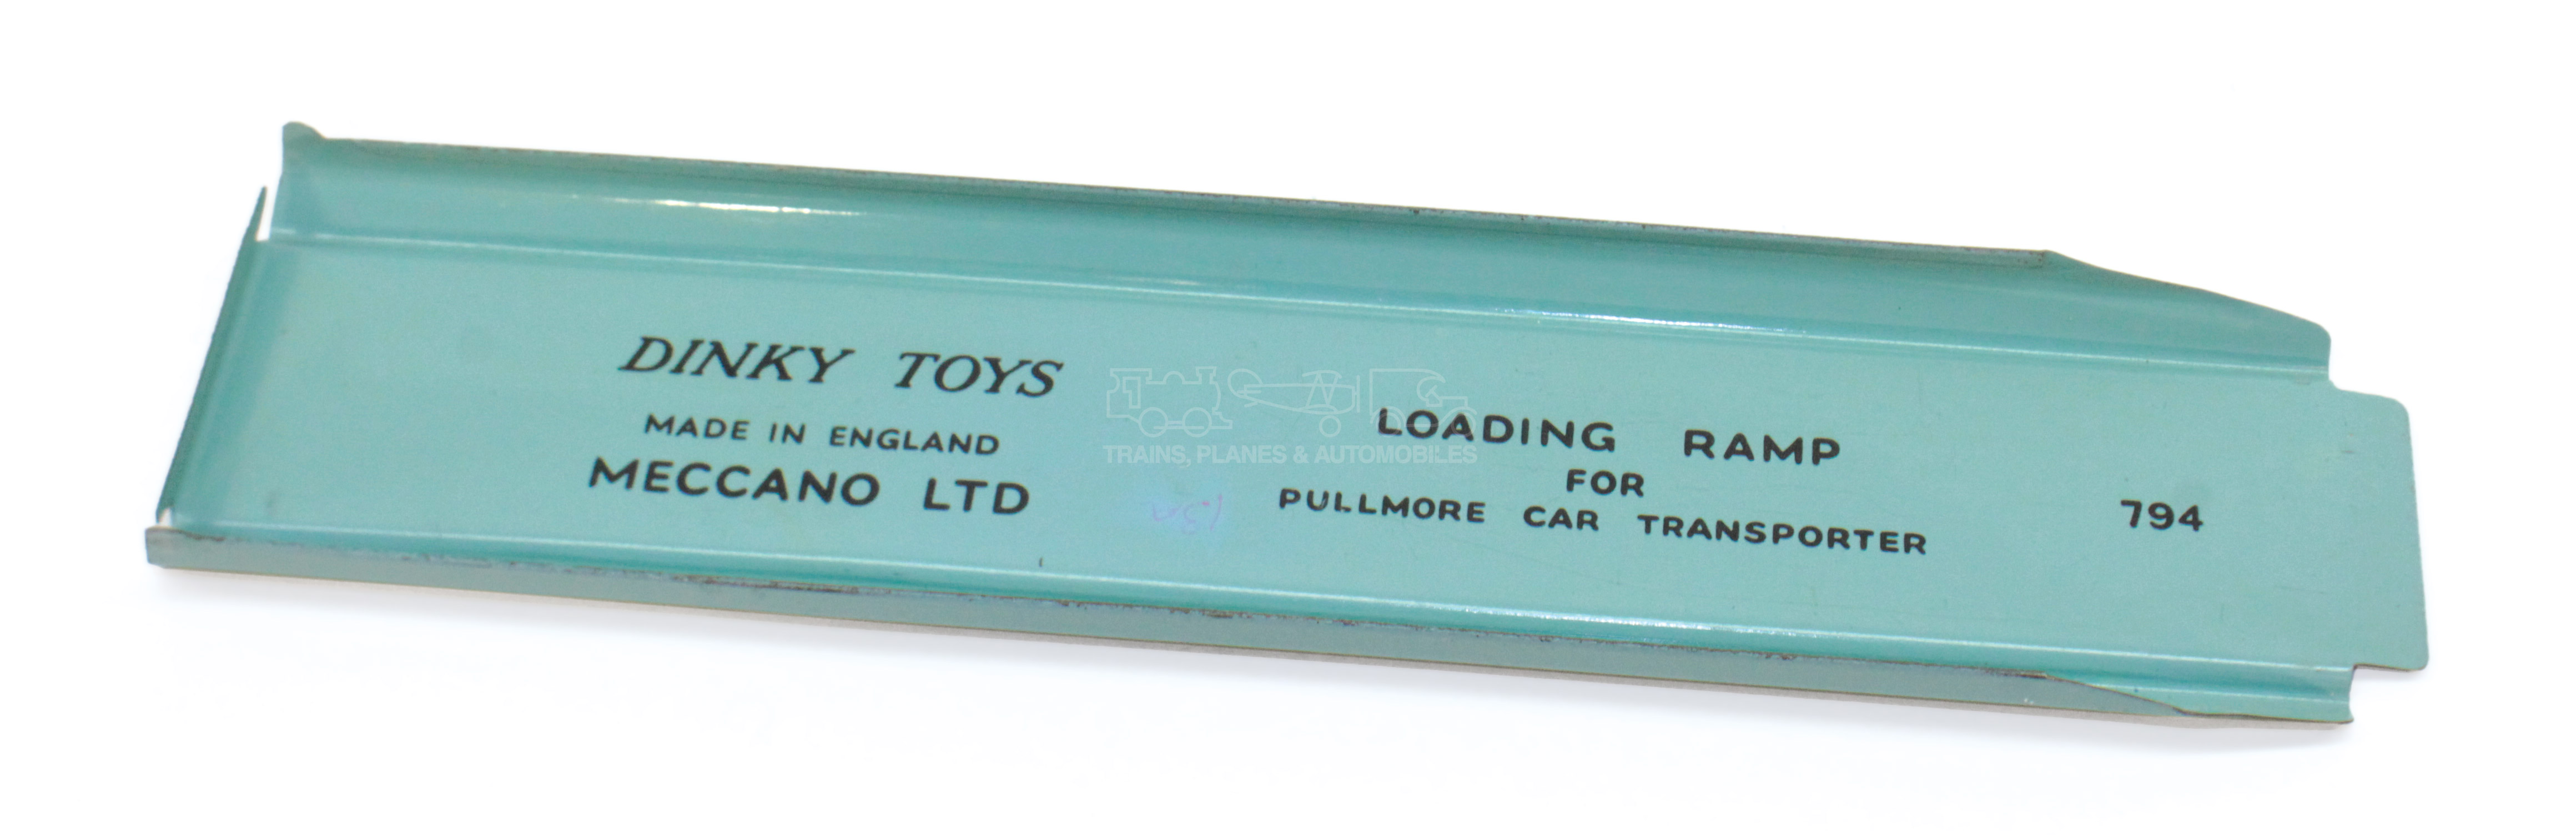 DINKY TOYS
MADE IN ENGLAND
MECCANO LTD
TRAINS, PLANES & AUTOMOBILES
LOADING RAMP
FOR
PULLMORE CAR TRANSPORTER
794